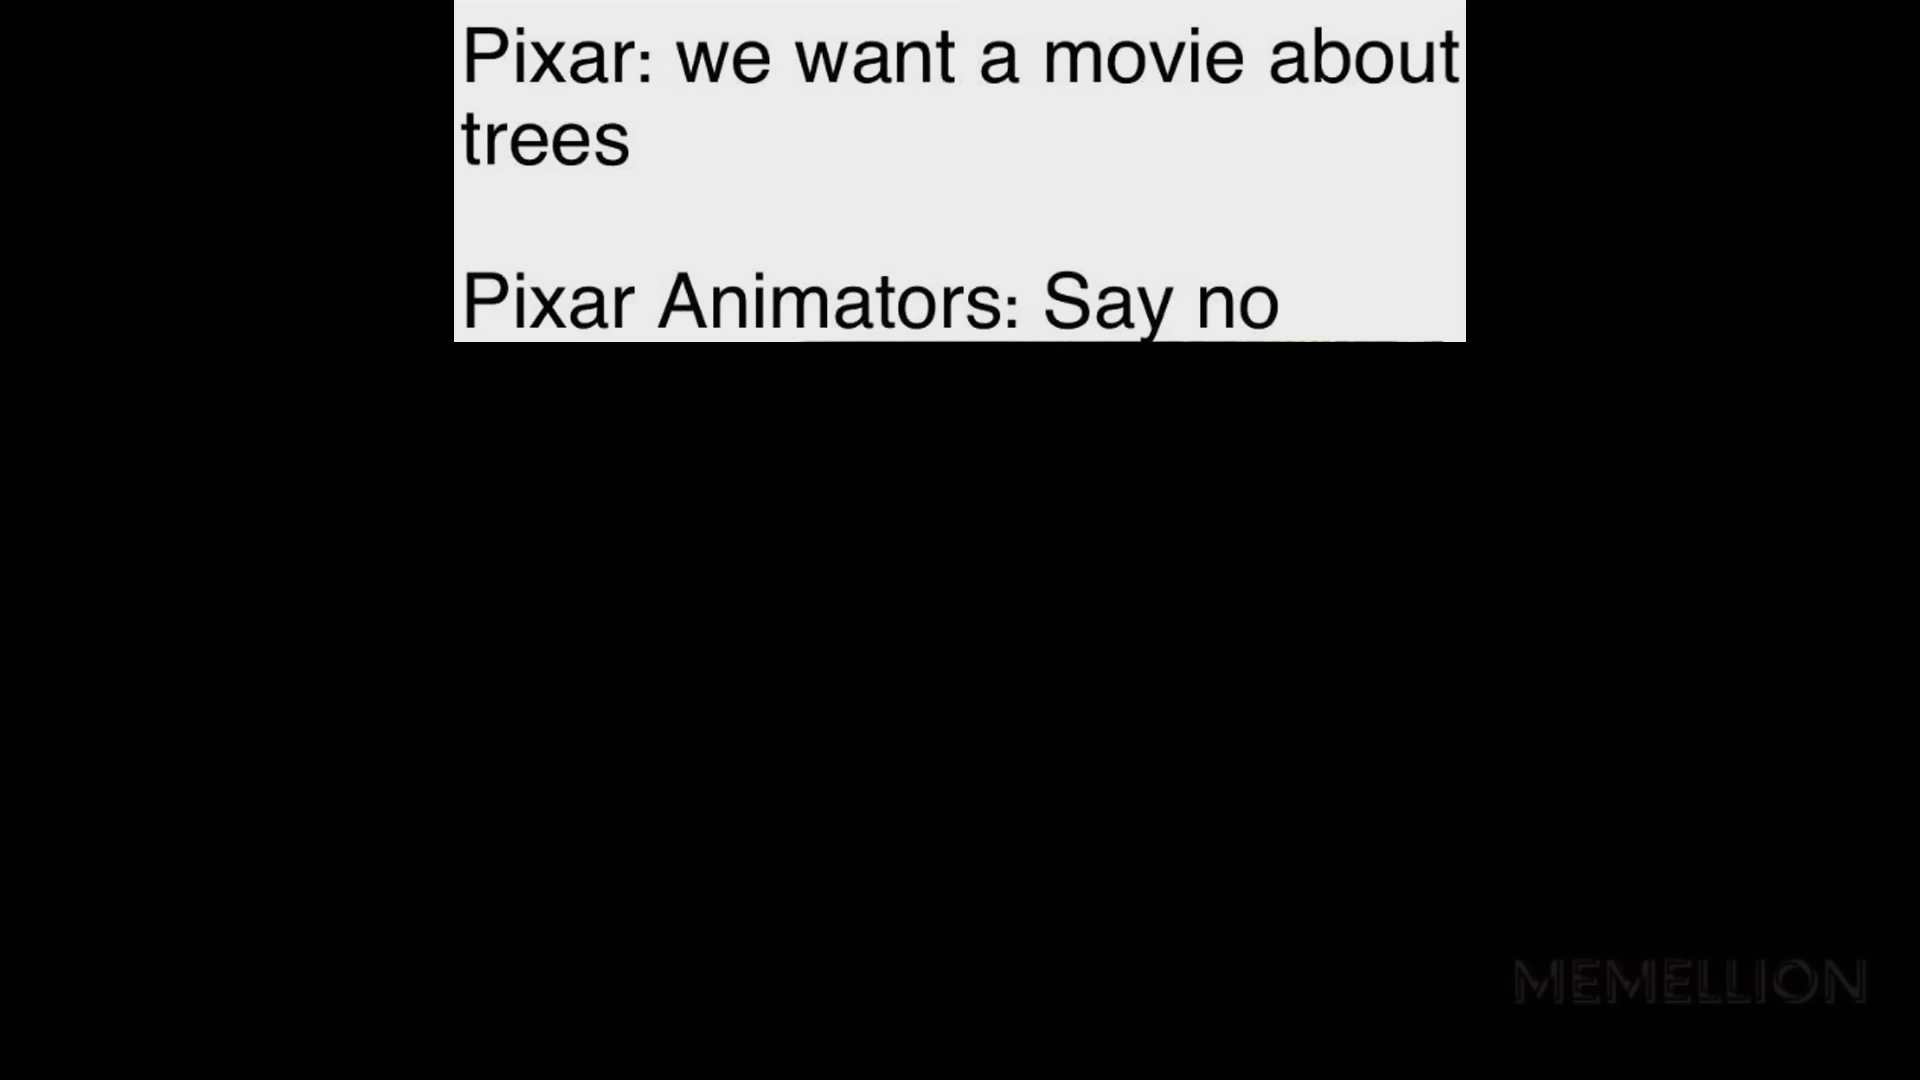 Pixar: we want a movie about
trees
Pixar Animators: Say no
MEMELLION